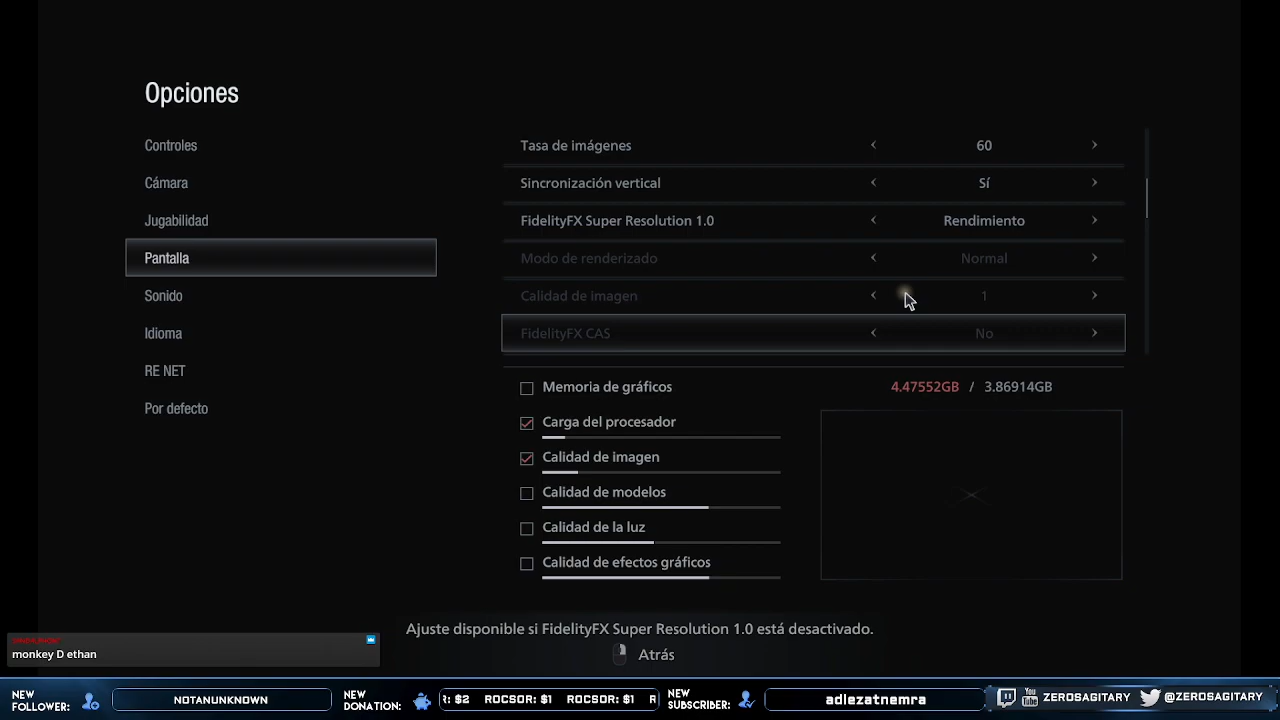 Opciones
Controles
Cámara
Jugabilidad
Pantalla
Sonido
Idioma
RE NET
Por defecto
Tasa de imágenes 60
Sincronización vertical Sí
FidelityFX Super Resolution 1.0 Rendimiento
Modo de renderizado Normal
Calidad de imagen 1
FidelityFX CAS No
Memoria de gráficos 4.47552GB / 3.86914GB
Carga del procesador
Calidad de imagen
Calidad de modelos
Calidad de la luz
Calidad de efectos gráficos
Ajuste disponible si FidelityFX Super Resolution 1.0 está desactivado.
Atrás
monkey D ethan
NEW FOLLOWER: NOTANUNKNOWN
NEW DONATION: R: $2 ROCSOR: $1 ROCSOR: $1 R
NEW SUBSCRIBER: adlezatnemra
You Tube ZEROSAGITARY @ZEROSAGITARY